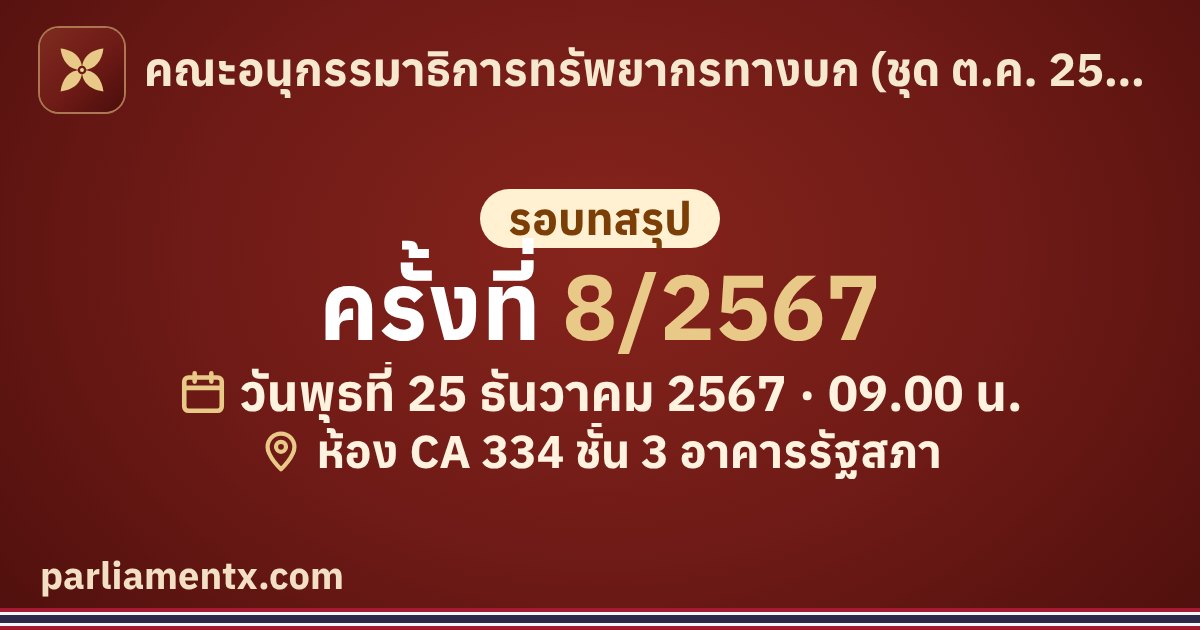 คณะอนุกรรมาธิการทรัพยากรทางบก (ชุด ต.ค. 25...
รอบทสรุป
ครั้งที่ 8/2567
วันพุธที่ 25 ธันวาคม 2567 · 09.00 น.
ห้อง CA 334 ชั้น 3 อาคารรัฐสภา
parliamentx.com